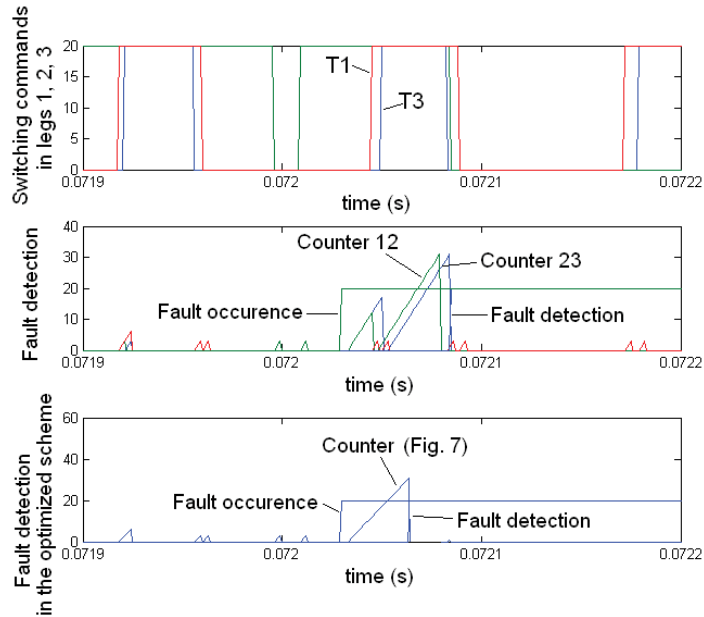 Switching commands
in legs 1, 2, 3
20
15
10
5
0
T1
T3
0.0719
0.072
0.0721
0.0722
time (s)
Fault detection
40
30
20
10
0
Counter 12
Counter 23
Fault occurence
Fault detection
0.0719
0.072
0.0721
0.0722
time (s)
Fault detection
in the optimized scheme
60
40
20
0
Counter (Fig. 7)
Fault occurence
Fault detection
0.0719
0.072
0.0721
0.0722
time (s)